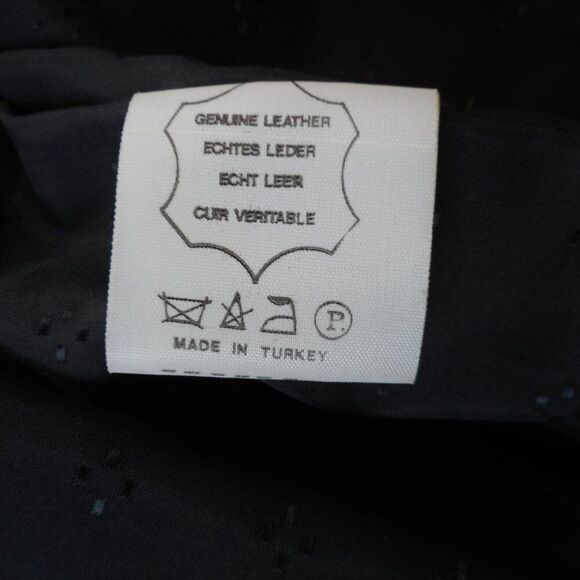 GENUINE LEATHER
ECHTES LEDER
ECHT LEER
CUIR VERITABLE
P.
MADE IN TURKEY